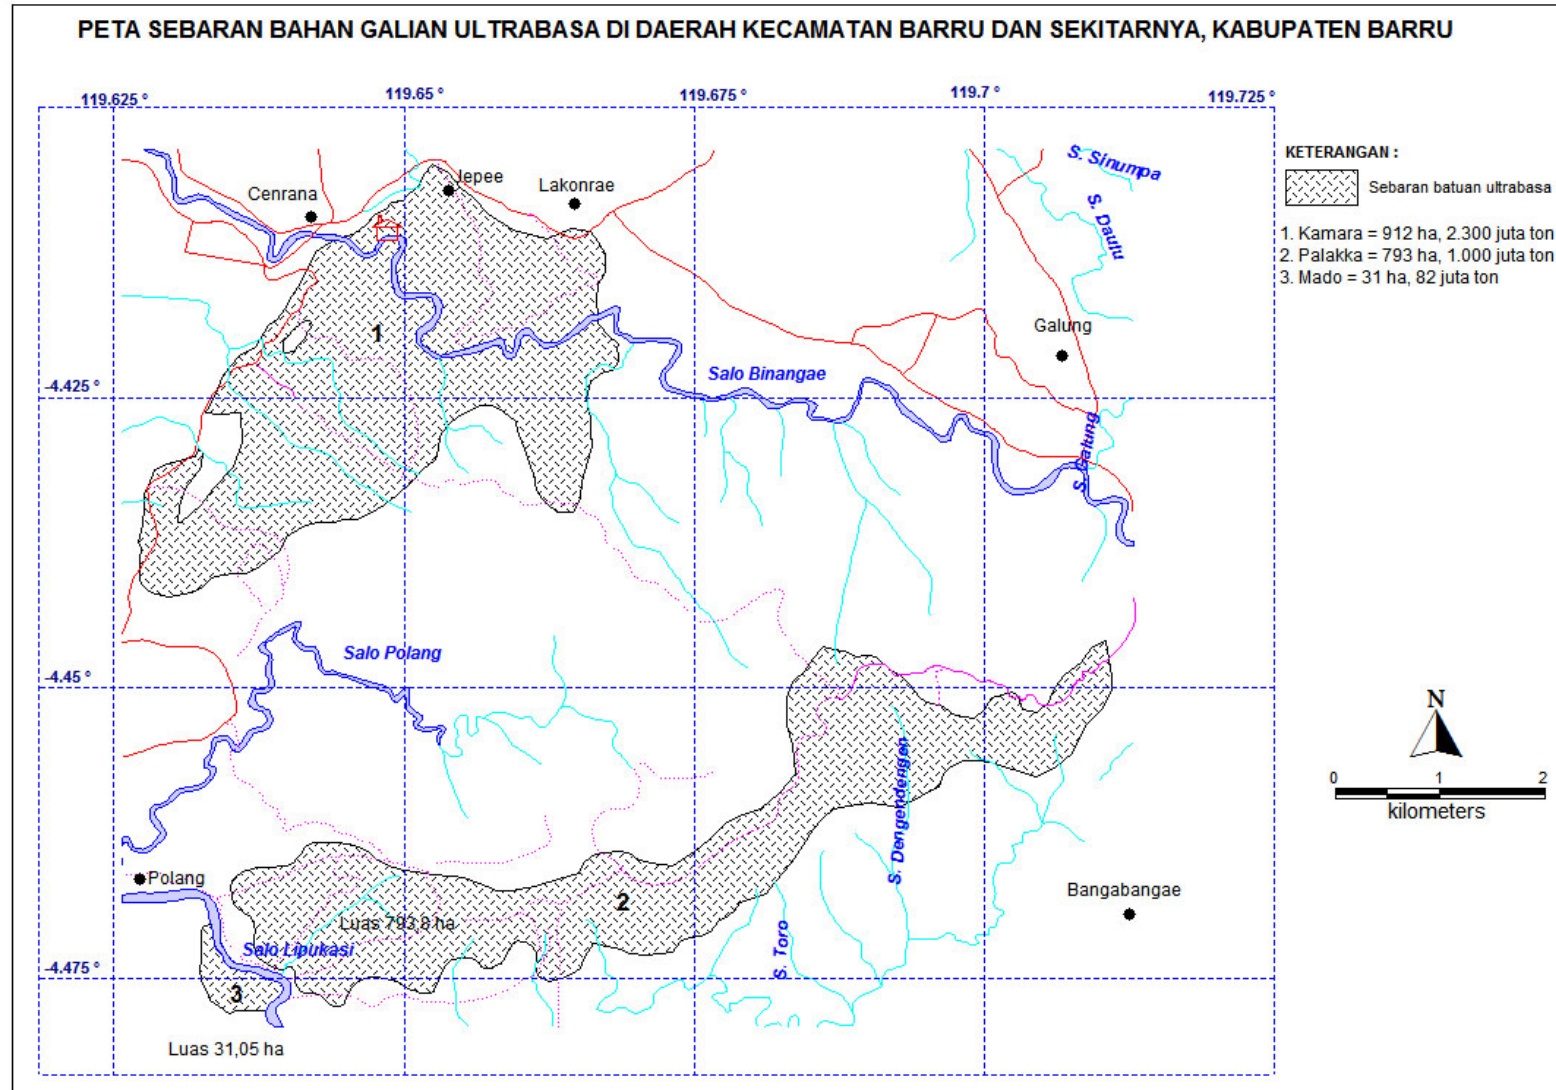 PETA SEBARAN BAHAN GALIAN ULTRABASA DI DAERAH KECAMATAN BARRU DAN SEKITARNYA, KABUPATEN BARRU
119.625 °
119.65 °
119.675 °
119.7 °
119.725 °
KETERANGAN :
Sebaran batuan ultrabasa
1. Kamara = 912 ha, 2.300 juta ton
2. Palakka = 793 ha, 1.000 juta ton
3. Mado = 31 ha, 82 juta ton
S. Sinumpa
Jepee
Lakonrae
Cenrana
S. Daulu
Galung
1
Salo Binangae
-4.425 °
S. Galung
Salo Polang
-4.45 °
N
0 1 2
kilometers
S. Dengendengen
Polang
Bangabangae
2
Luas 793,8 ha
Salo Lipukasi
S. Toro
-4.475 °
3
Luas 31,05 ha